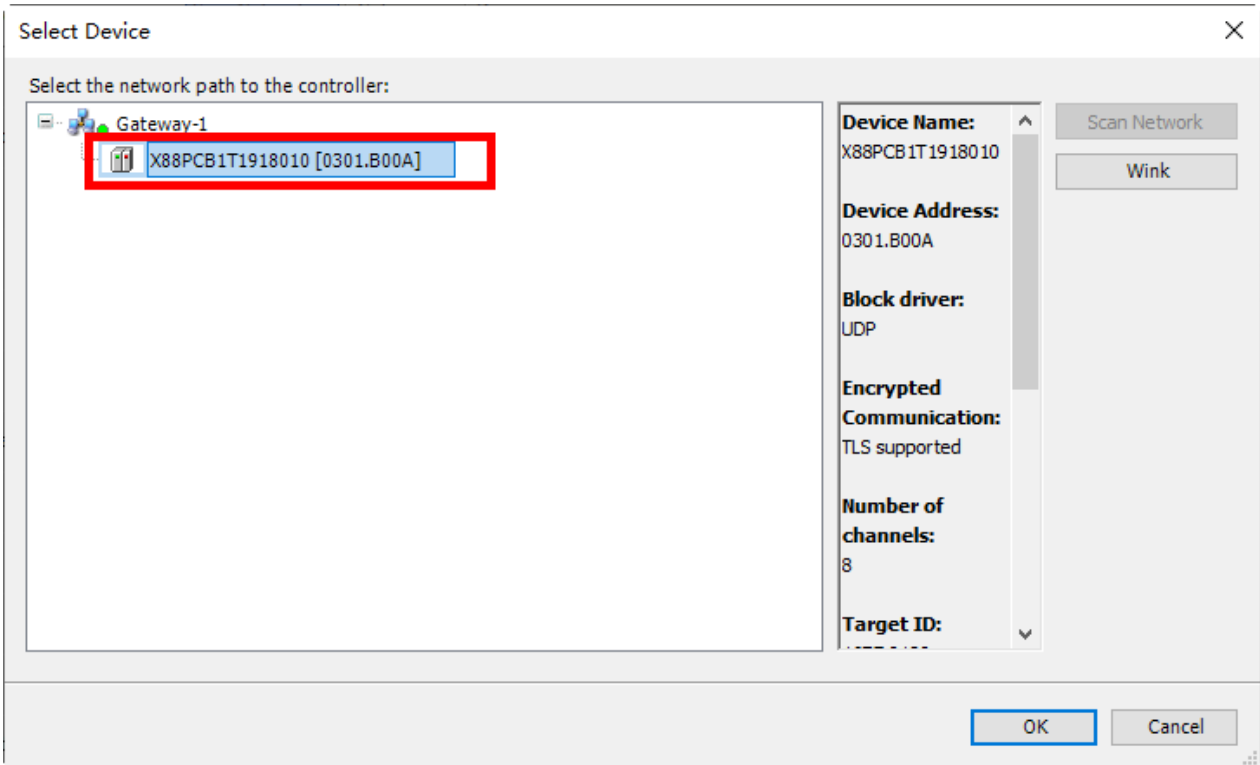 Select Device
Select the network path to the controller:
Gateway-1
X88PCB1T1918010 [0301.B00A]
Device Name:
X88PCB1T1918010
Device Address:
0301.B00A
Block driver:
UDP
Encrypted
Communication:
TLS supported
Number of
channels:
8
Target ID:
Scan Network
Wink
OK
Cancel